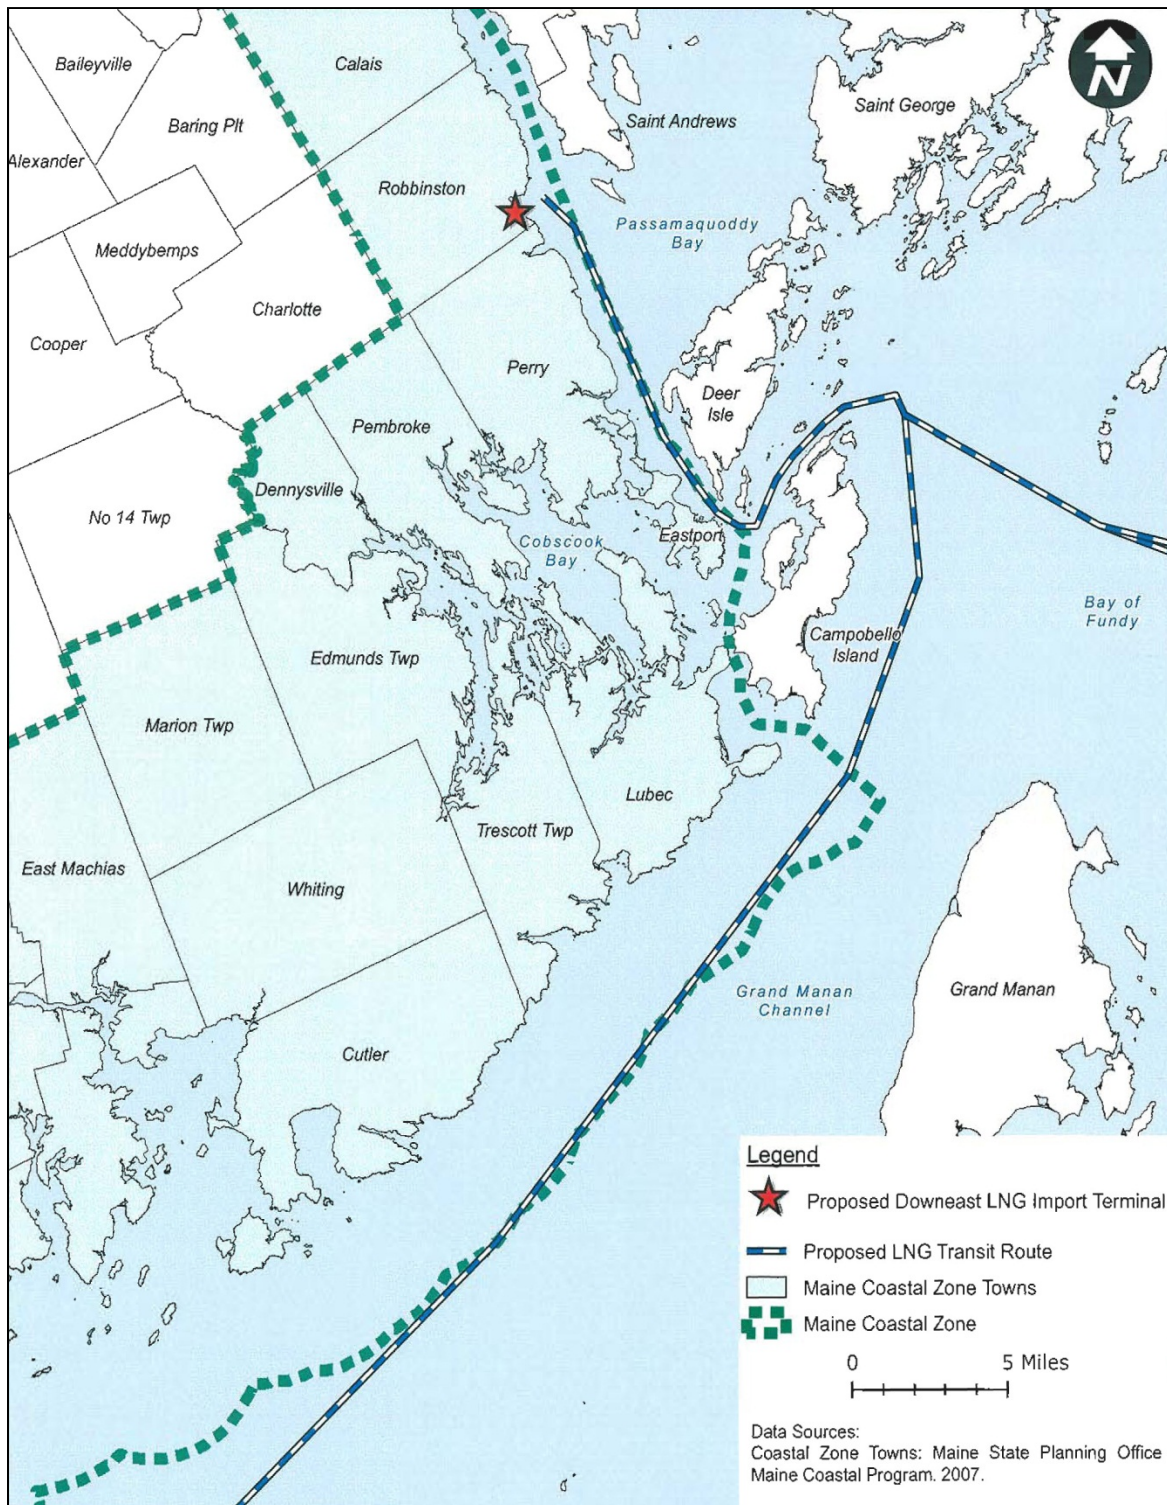 Baileyville
Calais
Saint George
Saint Andrews
N
Baring Plt
Alexander
Robbinston
Passamaquoddy
Bay
Meddybemps
Charlotte
Cooper
Perry
Deer
Isle
Pembroke
Dennysville
No 14 Twp
Eastport
Cobscook
Bay
Bay of
Fundy
Campobello
Island
Edmunds Twp
Marion Twp
Lubec
Trescott Twp
East Machias
Whiting
Grand Manan
Channel
Grand Manan
Cutler
Legend
Proposed Downeast LNG Import Terminal
Proposed LNG Transit Route
Maine Coastal Zone Towns
Maine Coastal Zone
0 5 Miles
Data Sources:
Coastal Zone Towns: Maine State Planning Office
Maine Coastal Program. 2007.